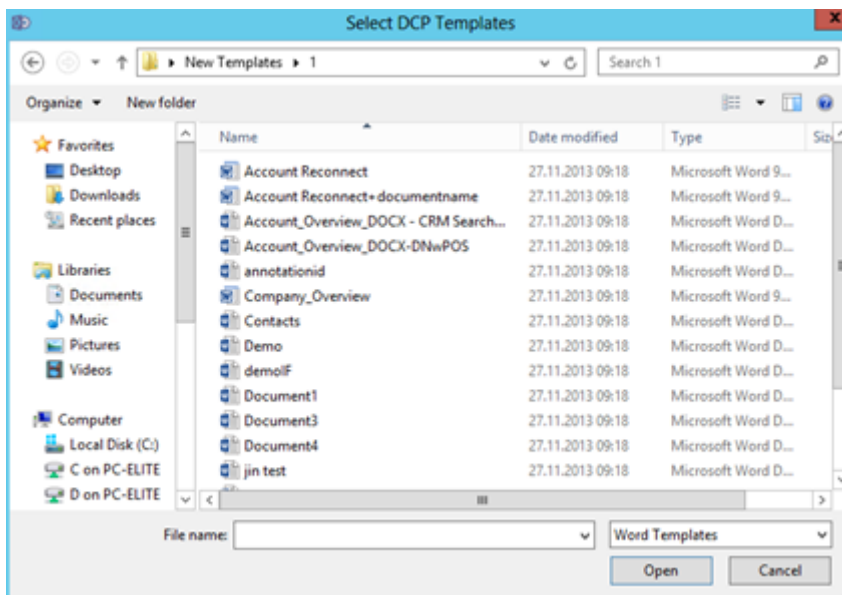 Select DCP Templates
x
New Templates 1
Search 1
Organize New folder
Name Date modified Type Siz
Favorites
Desktop
Downloads
Recent places
Libraries
Documents
Music
Pictures
Videos
Computer
Local Disk (C:)
C on PC-ELITE
D on PC-ELITE
Account Reconnect 27.11.2013 09:18 Microsoft Word 9...
Account Reconnect+documentname 27.11.2013 09:18 Microsoft Word 9...
Account_Overview_DOCX - CRM Search... 27.11.2013 09:18 Microsoft Word D...
Account_Overview_DOCX-DNwPOS 27.11.2013 09:18 Microsoft Word D...
annotationid 27.11.2013 09:18 Microsoft Word D...
Company_Overview 27.11.2013 09:18 Microsoft Word 9...
Contacts 27.11.2013 09:18 Microsoft Word D...
Demo 27.11.2013 09:18 Microsoft Word D...
demoIF 27.11.2013 09:18 Microsoft Word D...
Document1 27.11.2013 09:18 Microsoft Word D...
Document3 27.11.2013 09:18 Microsoft Word D...
Document4 27.11.2013 09:18 Microsoft Word D...
jin test 27.11.2013 09:18 Microsoft Word D...
File name: Word Templates
Open Cancel